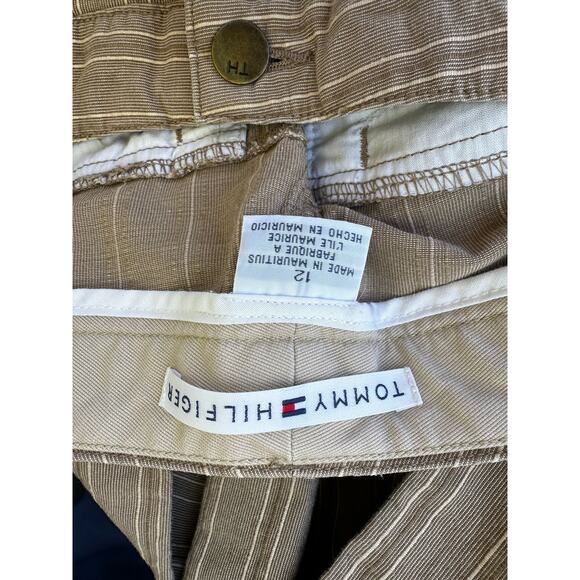 TH
12
MADE IN MAURITIUS
FABRIQUE A
L'ILE MAURICE
HECHO EN MAURICIO
TOMMY HILFIGER